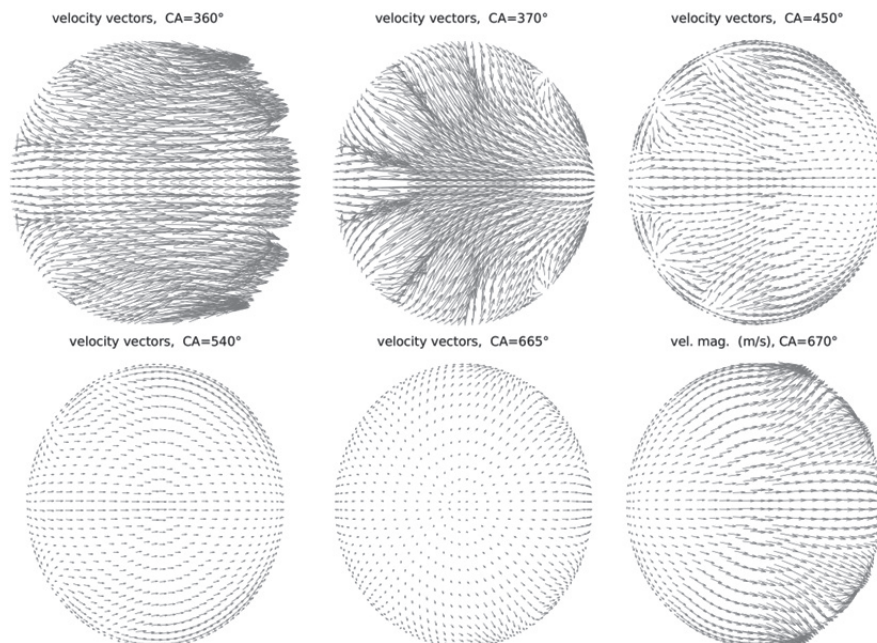 velocity vectors, CA=360°
velocity vectors, CA=370°
velocity vectors, CA=450°
velocity vectors, CA=540°
velocity vectors, CA=665°
vel. mag. (m/s), CA=670°